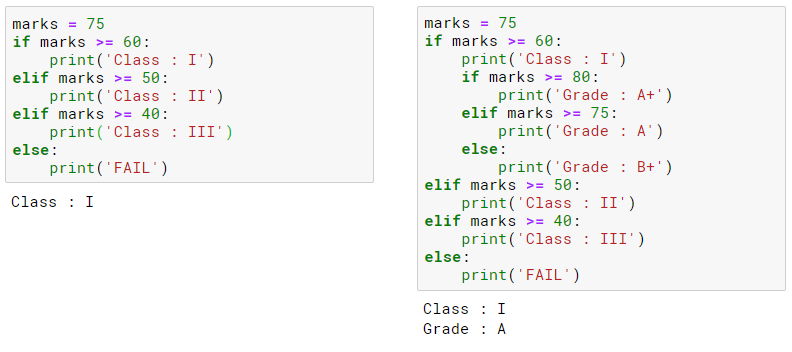 marks = 75
if marks >= 60:
    print('Class : I')
elif marks >= 50:
    print('Class : II')
elif marks >= 40:
    print('Class : III')
else:
    print('FAIL')
Class : I
marks = 75
if marks >= 60:
    print('Class : I')
    if marks >= 80:
        print('Grade : A+')
    elif marks >= 75:
        print('Grade : A')
    else:
        print('Grade : B+')
elif marks >= 50:
    print('Class : II')
elif marks >= 40:
    print('Class : III')
else:
    print('FAIL')
Class : I
Grade : A